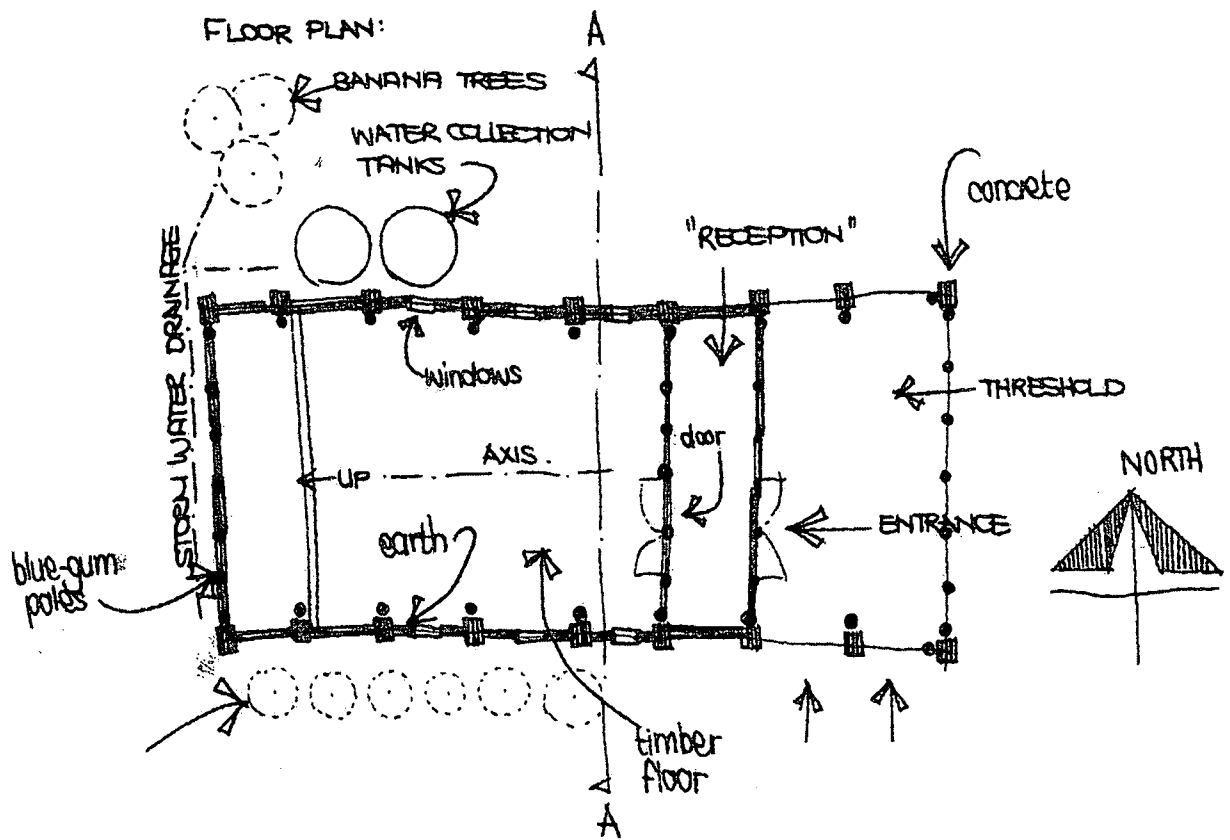 FLOOR PLAN:
A
BANANA TREES
WATER COLLECTION
TANKS
concrete
"RECEPTION"
STORM WATER DRAINAGE
windows
THRESHOLD
door
AXIS.
UP
NORTH
ENTRANCE
earth
blue-gum
poles
timber
floor
A